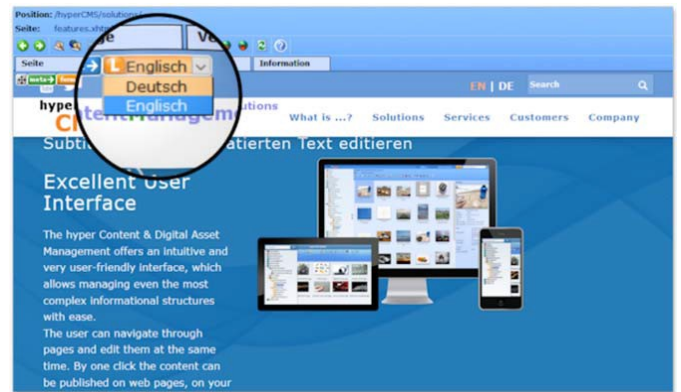 Position: /hyperCMS/solutions/
Seite: features.xhtm
Seite
Information
L Englisch
Deutsch
Englisch
meta
EN | DE Search
hyper
What is ...? Solutions Services Customers Company
atierten Text editieren
Excellent User
Interface
The hyper Content & Digital Asset
Management offers an intuitive and
very user-friendly interface, which
allows managing even the most
complex informational structures
with ease.
The user can navigate through
pages and edit them at the same
time. By one click the content can
be published on web pages, on your